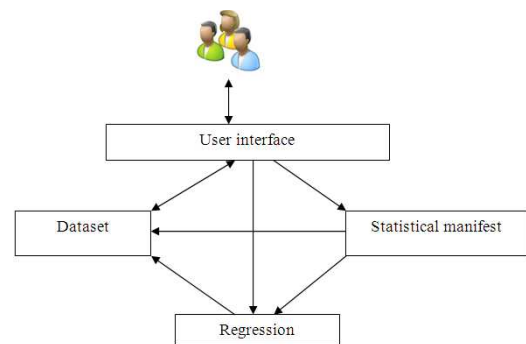 User interface
Dataset
Statistical manifest
Regression